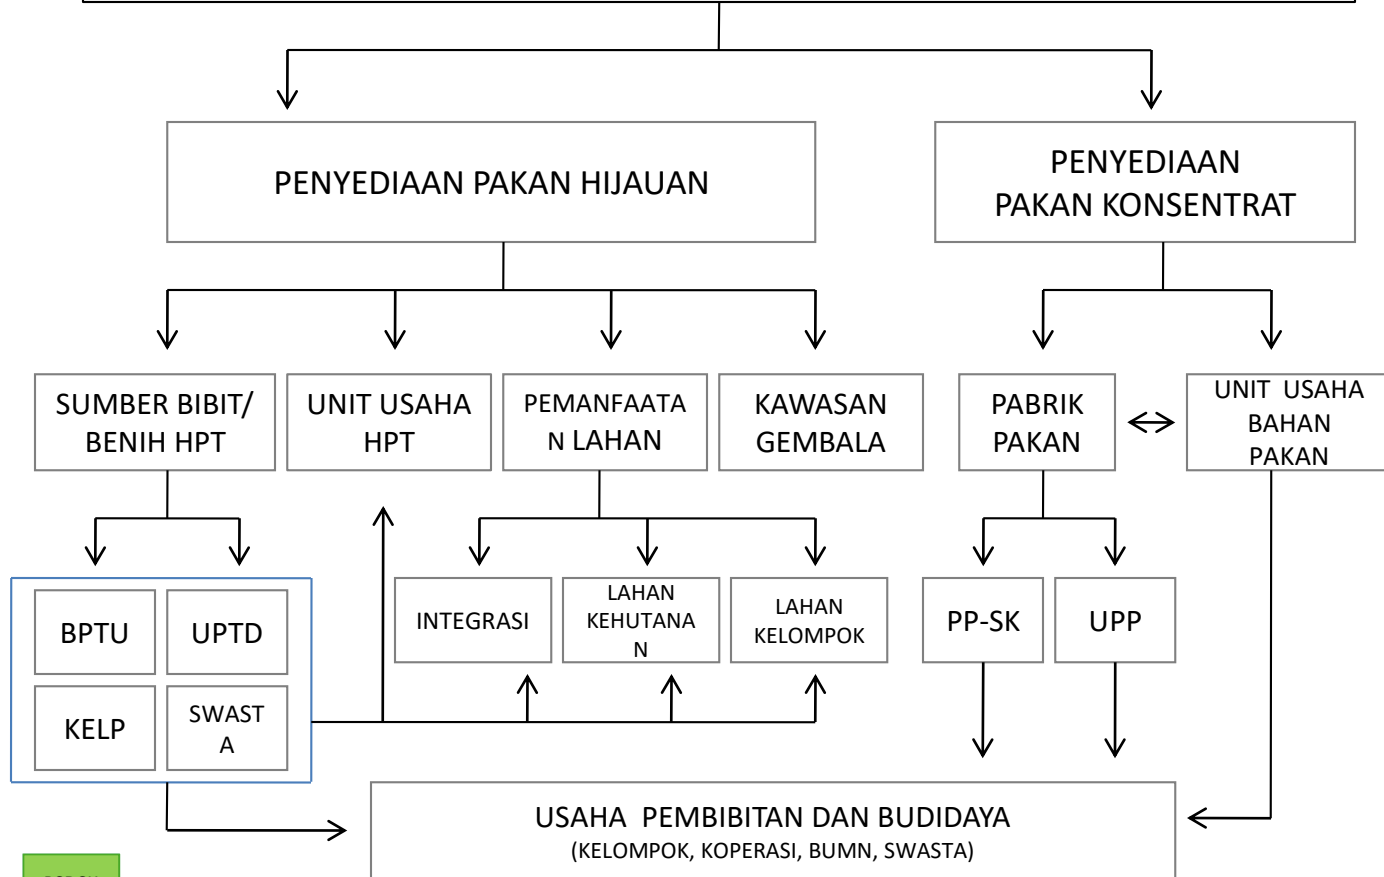 PENYEDIAAN PAKAN HIJAUAN
PENYEDIAAN
PAKAN KONSENTRAT
SUMBER BIBIT/
BENIH HPT
UNIT USAHA
HPT
PEMANFAATA
N LAHAN
KAWASAN
GEMBALA
PABRIK
PAKAN
UNIT USAHA
BAHAN
PAKAN
BPTU
UPTD
KELP
SWAST
A
INTEGRASI
LAHAN
KEHUTANA
N
LAHAN
KELOMPOK
PP-SK
UPP
USAHA PEMBIBITAN DAN BUDIDAYA
(KELOMPOK, KOPERASI, BUMN, SWASTA)